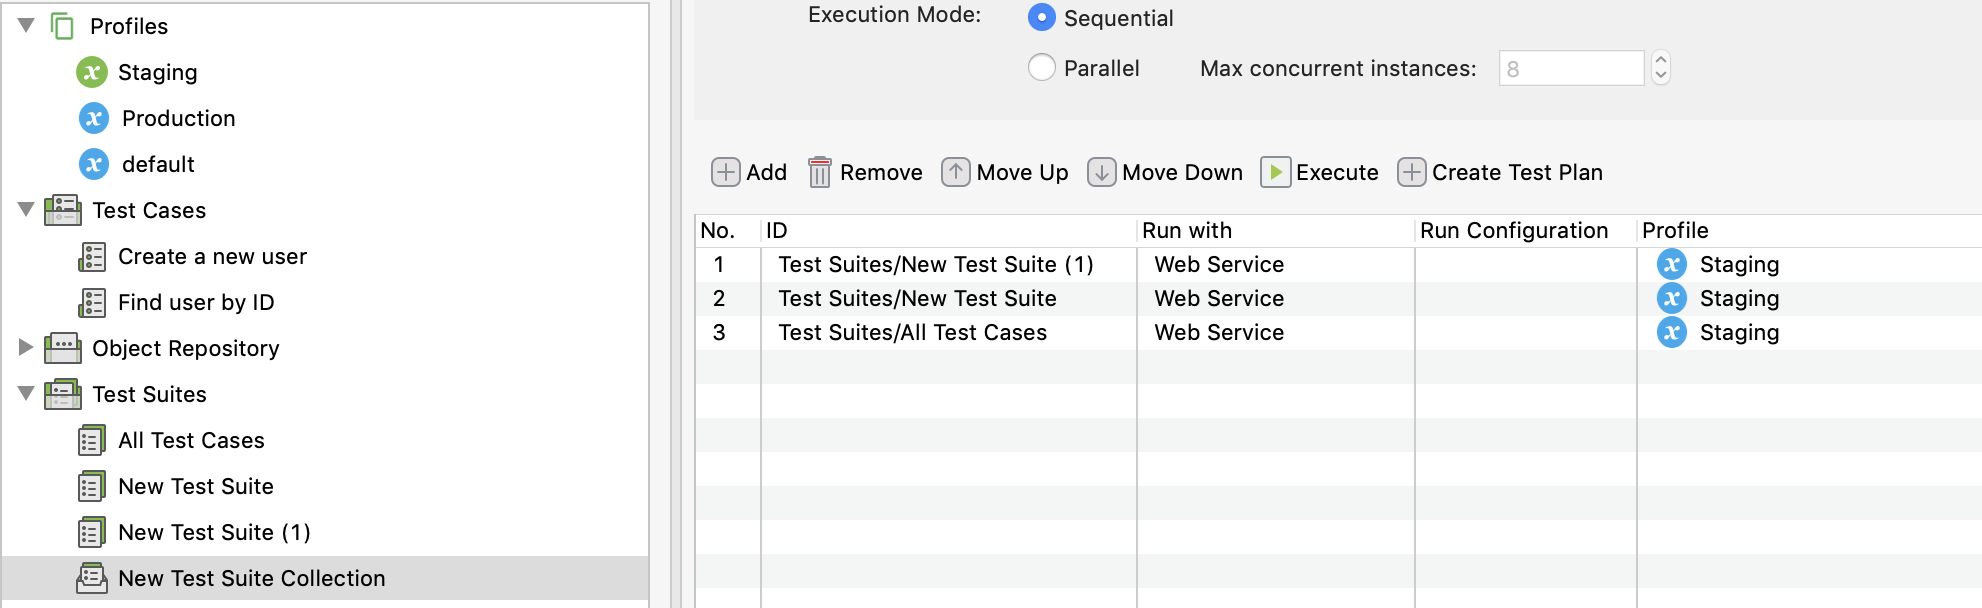 Profiles
Staging
Production
default
Test Cases
Create a new user
Find user by ID
Object Repository
Test Suites
All Test Cases
New Test Suite
New Test Suite (1)
New Test Suite Collection
Execution Mode: Sequential
Parallel Max concurrent instances: 8
Add Remove Move Up Move Down Execute Create Test Plan
No. ID Run with Run Configuration Profile
1 Test Suites/New Test Suite (1) Web Service Staging
2 Test Suites/New Test Suite Web Service Staging
3 Test Suites/All Test Cases Web Service Staging